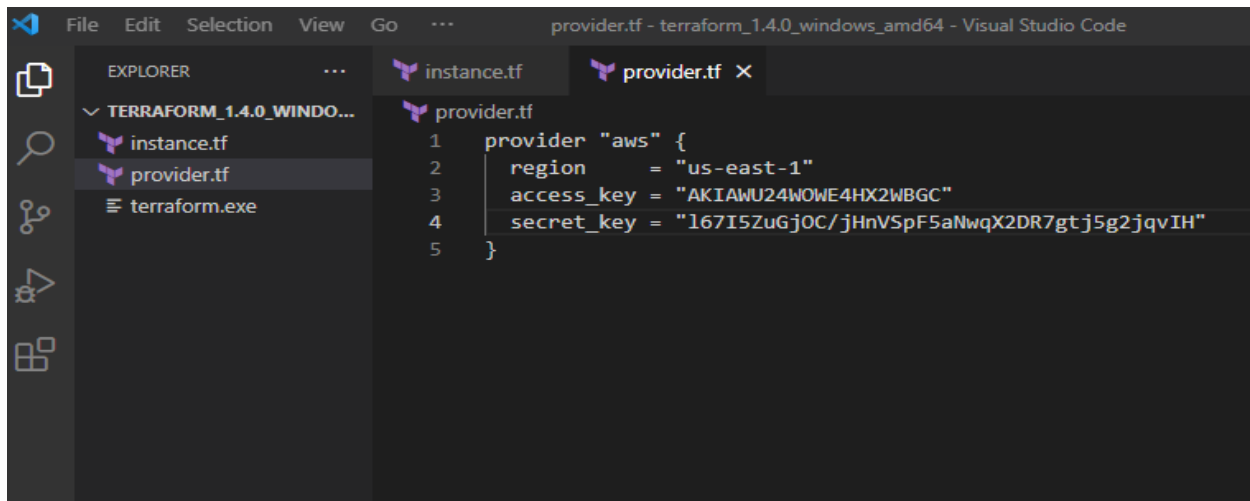 File Edit Selection View Go ··· provider.tf - terraform_1.4.0_windows_amd64 - Visual Studio Code
EXPLORER ···
TERRAFORM_1.4.0_WINDO...
instance.tf
provider.tf
terraform.exe
instance.tf provider.tf
provider.tf
1 provider "aws" {
2 region = "us-east-1"
3 access_key = "AKIAWU24WOWE4HX2WBGC"
4 secret_key = "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"
5 }